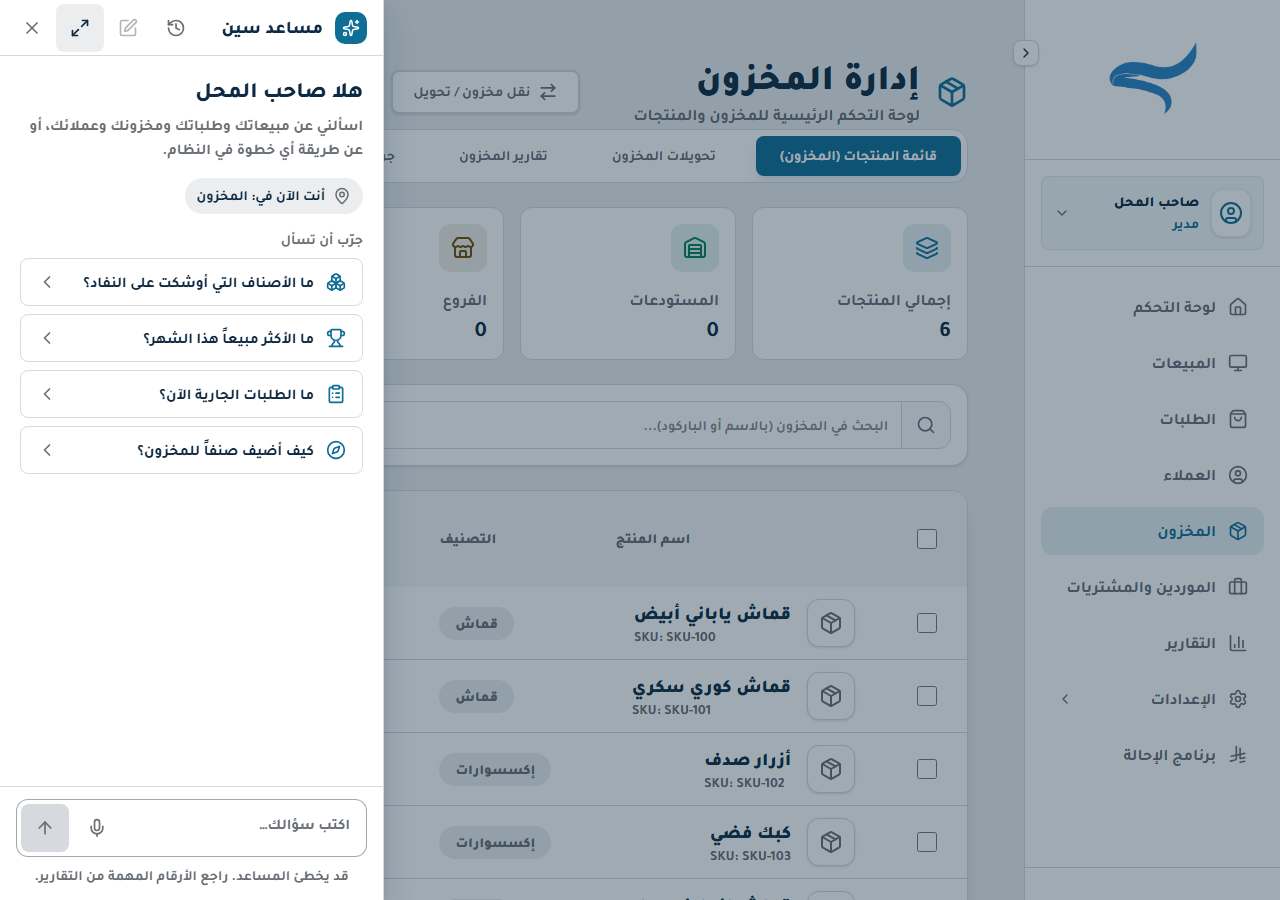 صاحب المحل
مدير
لوحة التحكم
المبيعات
الطلبات
العملاء
المخزون
الموردين والمشتريات
التقارير
الإعدادات
برنامج الإحالة
إدارة المخزون
لوحة التحكم الرئيسية للمخزون والمنتجات
نقل مخزون / تحويل
قائمة المنتجات (المخزون)
تحويلات المخزون
تقارير المخزون
إجمالي المنتجات
6
المستودعات
0
الفروع
0
البحث في المخزون (بالاسم أو الباركود)...
اسم المنتج
التصنيف
قماش ياباني أبيض
SKU: SKU-100
قماش
قماش كوري سكري
SKU: SKU-101
قماش
أزرار صدف
SKU: SKU-102
إكسسوارات
كبك فضي
SKU: SKU-103
إكسسوارات
مساعد سين
هلا صاحب المحل
اسألني عن مبيعاتك وطلباتك ومخزونك وعملائك، أو
عن طريقة أي خطوة في النظام.
أنت الآن في: المخزون
جرّب أن تسأل
ما الأصناف التي أوشكت على النفاد؟
ما الأكثر مبيعاً هذا الشهر؟
ما الطلبات الجارية الآن؟
كيف أضيف صنفاً للمخزون؟
اكتب سؤالك…
قد يخطئ المساعد. راجع الأرقام المهمة من التقارير.